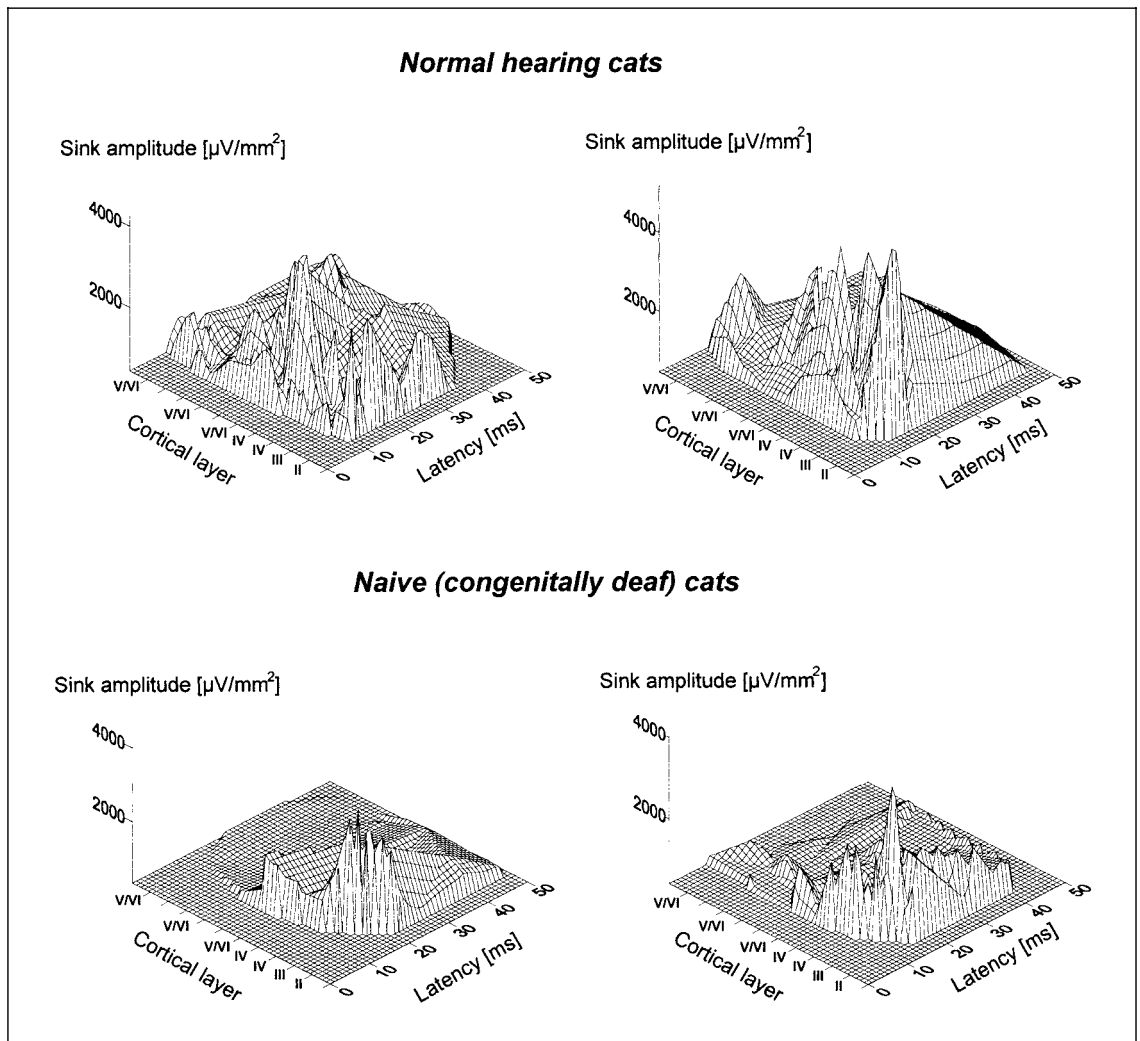 Normal hearing cats
Sink amplitude [µV/mm²]
4000
2000
V/VI
V/VI
V/VI
IV
IV
III
II
Cortical layer
0
10
20
30
40
50
Latency [ms]
Sink amplitude [µV/mm²]
4000
2000
V/VI
V/VI
V/VI
IV
IV
III
II
Cortical layer
0
10
20
30
40
50
Latency [ms]
Naive (congenitally deaf) cats
Sink amplitude [µV/mm²]
4000
2000
V/VI
V/VI
V/VI
IV
IV
III
II
Cortical layer
0
10
20
30
40
50
Latency [ms]
Sink amplitude [µV/mm²]
4000
2000
V/VI
V/VI
V/VI
IV
IV
III
II
Cortical layer
0
10
20
30
40
50
Latency [ms]